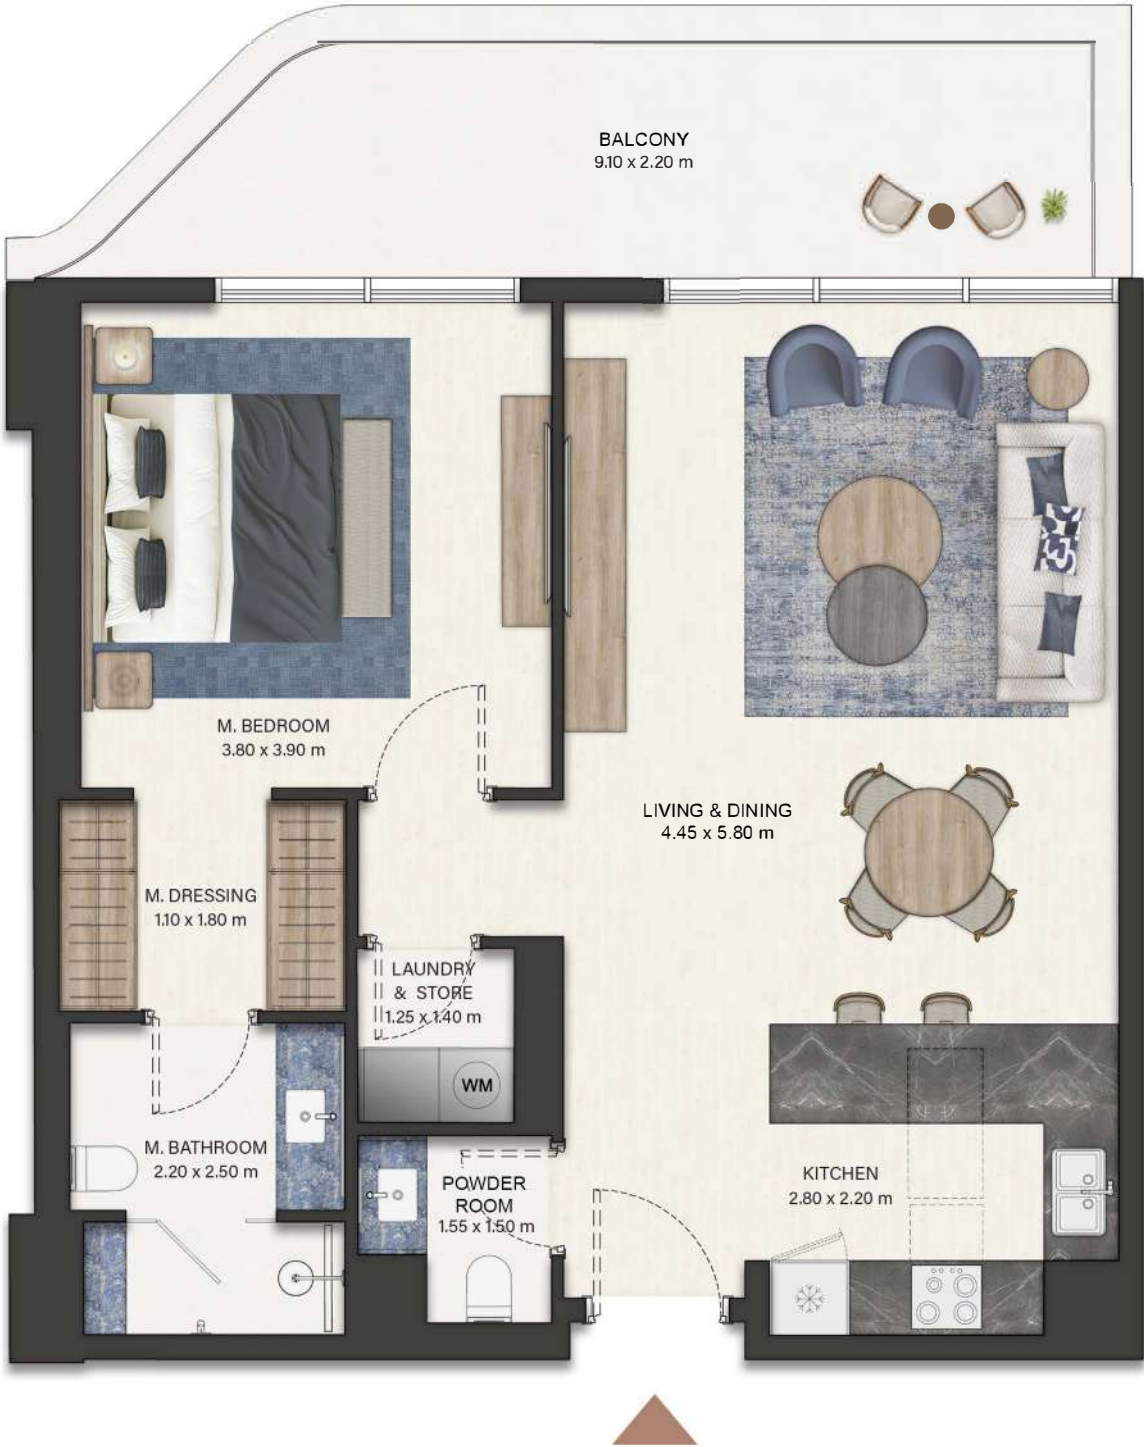 BALCONY
9.10 x 2.20 m
M. BEDROOM
3.80 x 3.90 m
LIVING & DINING
4.45 x 5.80 m
M. DRESSING
1.10 x 1.80 m
LAUNDRY
& STORE
1.25 x 1.40 m
WM
M. BATHROOM
2.20 x 2.50 m
POWDER
ROOM
1.55 x 1.50 m
KITCHEN
2.80 x 2.20 m